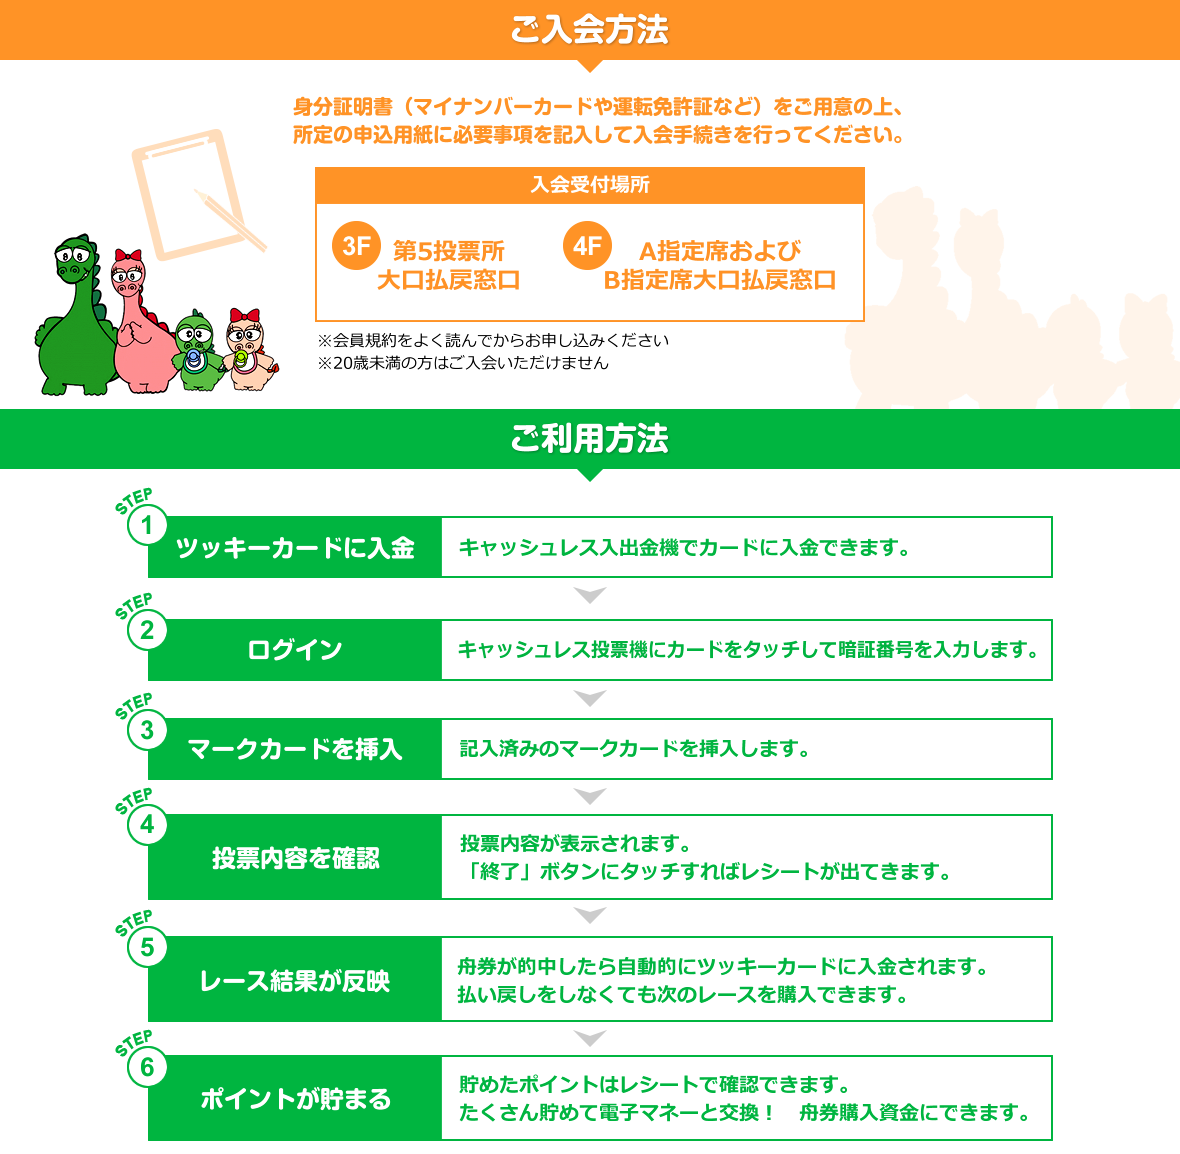 ご入会方法
身分証明書（マイナンバーカードや運転免許証など）をご用意の上、
所定の申込用紙に必要事項を記入して入会手続きを行ってください。
入会受付場所
3F 第5投票所
大口払戻窓口
4F A指定席および
B指定席大口払戻窓口
※会員規約をよく読んでからお申し込みください
※20歳未満の方はご入会いただけません
ご利用方法
STEP
1
ツッキーカードに入金
キャッシュレス入出金機でカードに入金できます。
STEP
2
ログイン
キャッシュレス投票機にカードをタッチして暗証番号を入力します。
STEP
3
マークカードを挿入
記入済みのマークカードを挿入します。
STEP
4
投票内容を確認
投票内容が表示されます。
「終了」ボタンにタッチすればレシートが出てきます。
STEP
5
レース結果が反映
舟券が的中したら自動的にツッキーカードに入金されます。
払い戻しをしなくても次のレースを購入できます。
STEP
6
ポイントが貯まる
貯めたポイントはレシートで確認できます。
たくさん貯めて電子マネーと交換！　舟券購入資金にできます。